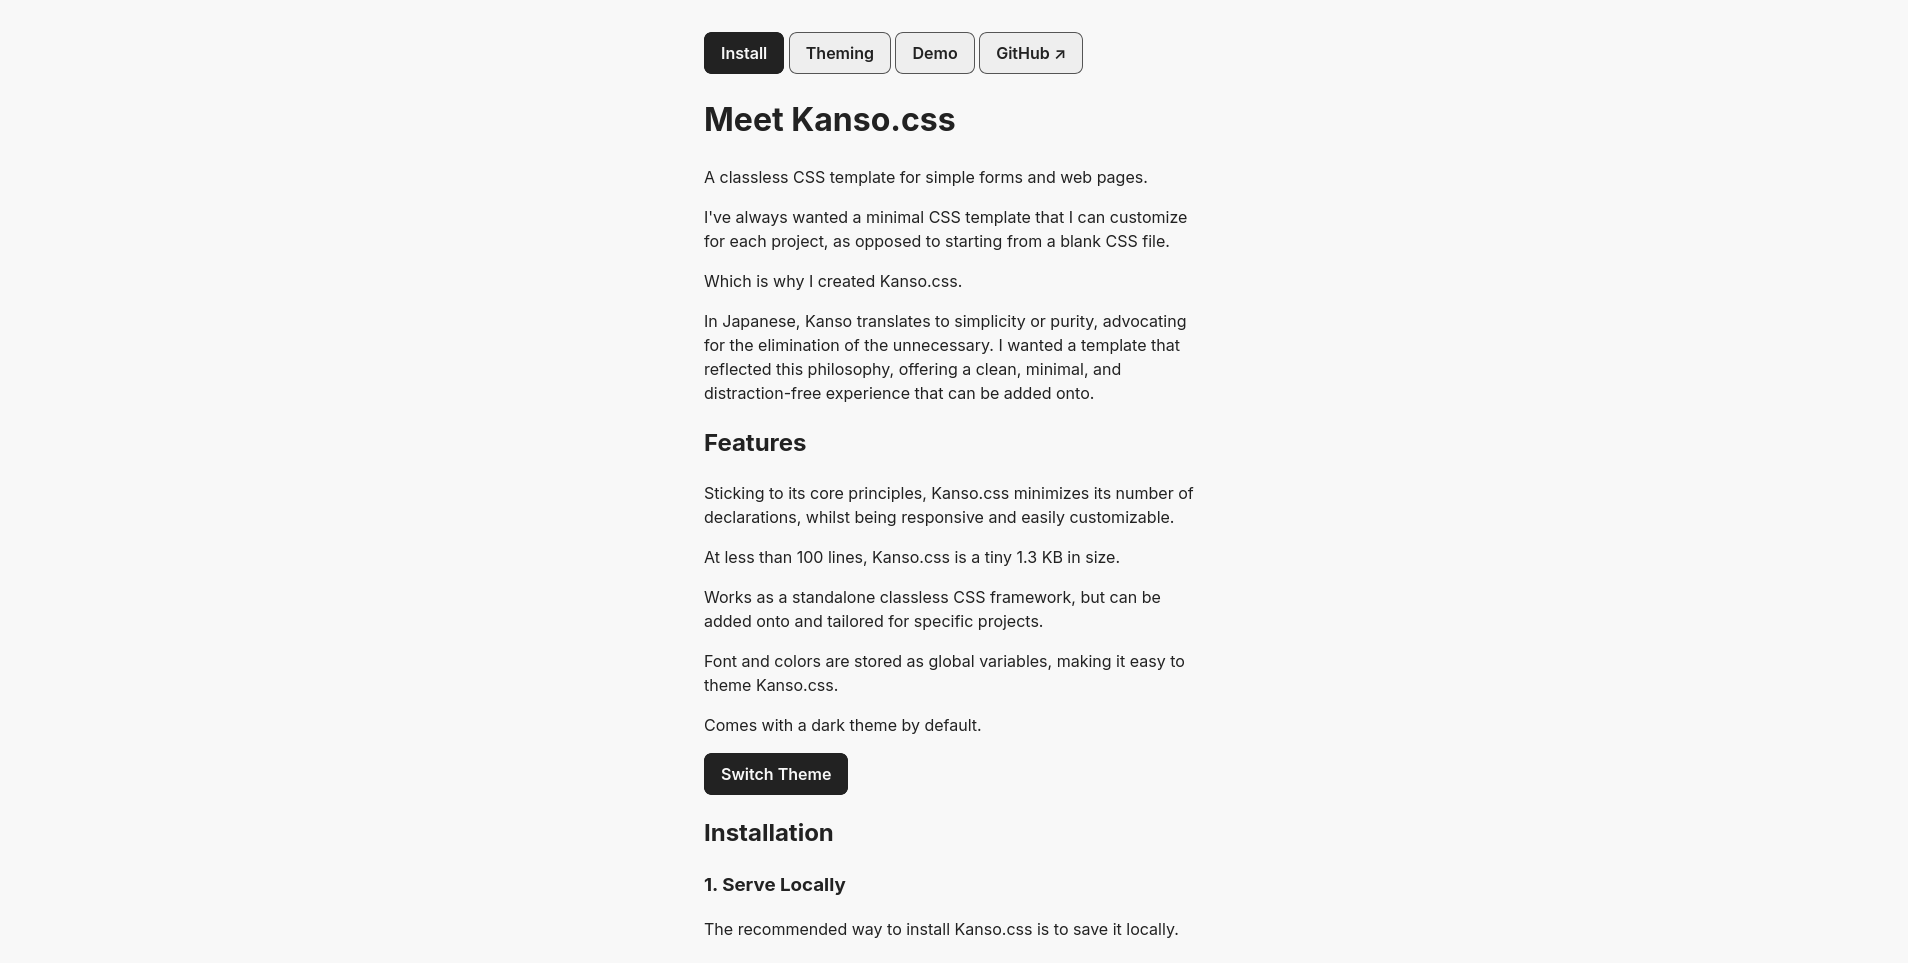 Install
Theming
Demo
GitHub ↗
Meet Kanso.css
A classless CSS template for simple forms and web pages.
I've always wanted a minimal CSS template that I can customize
for each project, as opposed to starting from a blank CSS file.
Which is why I created Kanso.css.
In Japanese, Kanso translates to simplicity or purity, advocating
for the elimination of the unnecessary. I wanted a template that
reflected this philosophy, offering a clean, minimal, and
distraction-free experience that can be added onto.
Features
Sticking to its core principles, Kanso.css minimizes its number of
declarations, whilst being responsive and easily customizable.
At less than 100 lines, Kanso.css is a tiny 1.3 KB in size.
Works as a standalone classless CSS framework, but can be
added onto and tailored for specific projects.
Font and colors are stored as global variables, making it easy to
theme Kanso.css.
Comes with a dark theme by default.
Switch Theme
Installation
1. Serve Locally
The recommended way to install Kanso.css is to save it locally.